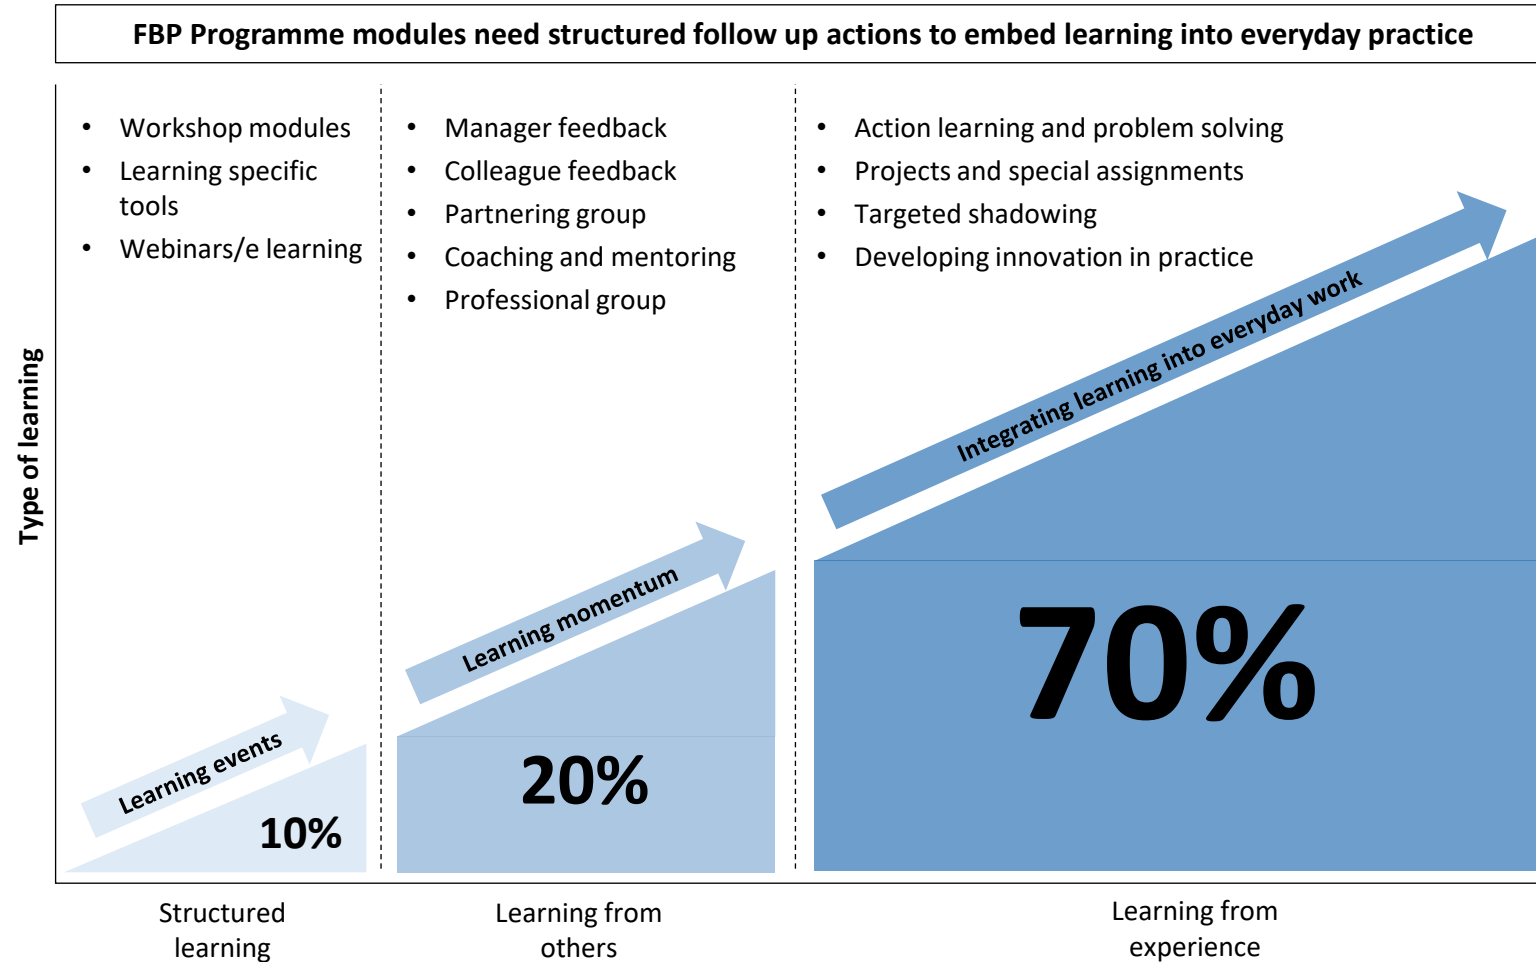 FBP Programme modules need structured follow up actions to embed learning into everyday practice
Type of learning
• Workshop modules
• Learning specific
tools
• Webinars/e learning
• Manager feedback
• Colleague feedback
• Partnering group
• Coaching and mentoring
• Professional group
• Action learning and problem solving
• Projects and special assignments
• Targeted shadowing
• Developing innovation in practice
Learning events
10%
Learning momentum
20%
Integrating learning into everyday work
70%
Structured
learning
Learning from
others
Learning from
experience